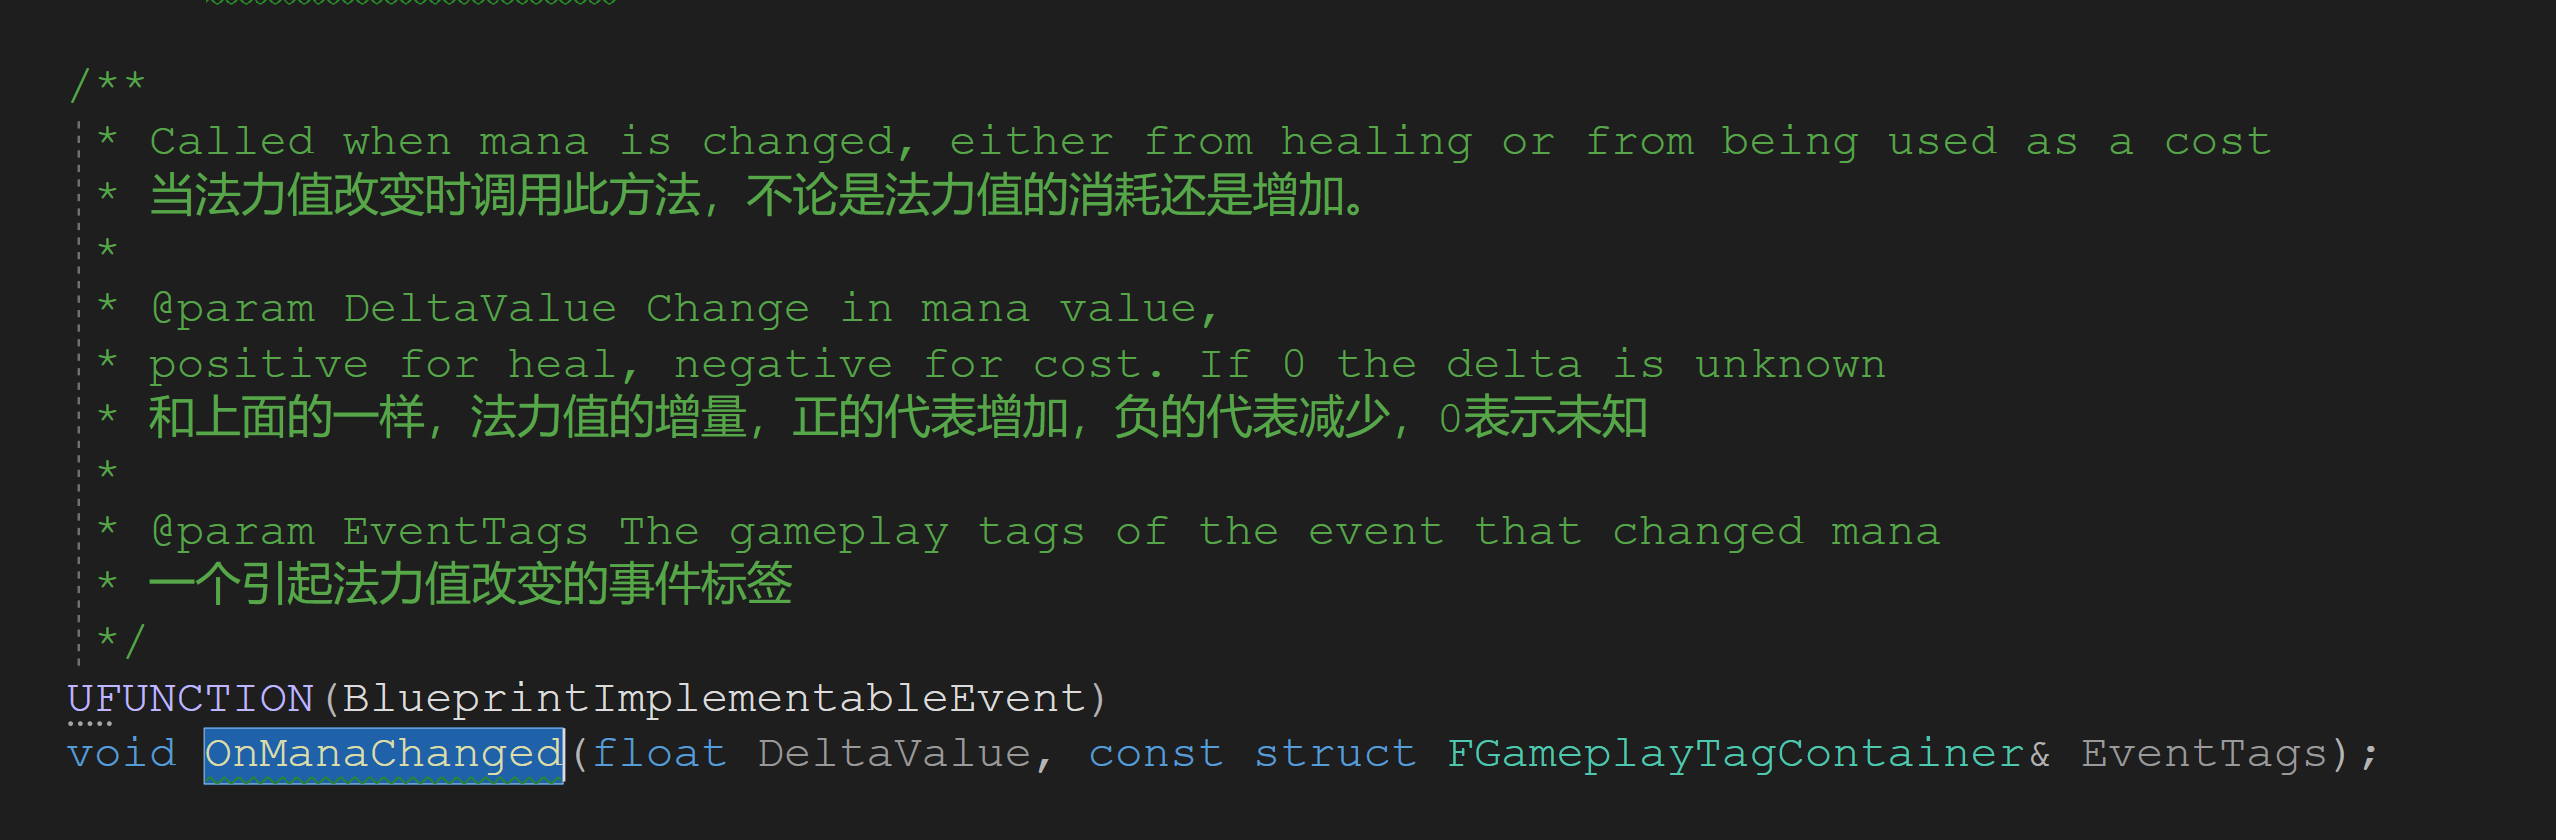 /**
* Called when mana is changed, either from healing or from being used as a cost
* 当法力值改变时调用此方法，不论是法力值的消耗还是增加。
*
* @param DeltaValue Change in mana value,
* positive for heal, negative for cost. If 0 the delta is unknown
* 和上面的一样，法力值的增量，正的代表增加，负的代表减少，0表示未知
*
* @param EventTags The gameplay tags of the event that changed mana
* 一个引起法力值改变的事件标签
*/
UFUNCTION(BlueprintImplementableEvent)
void OnManaChanged(float DeltaValue, const struct FGameplayTagContainer& EventTags);